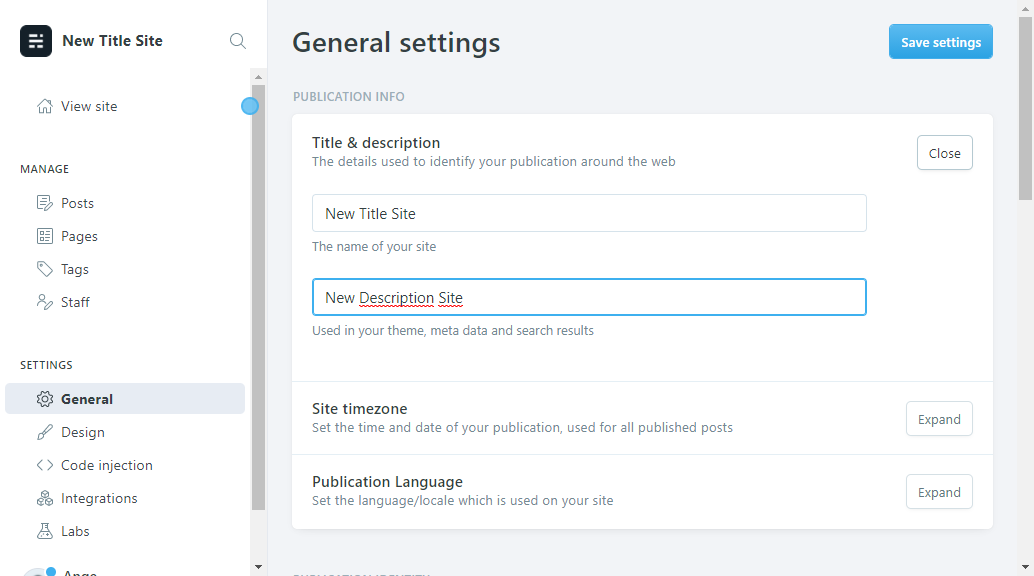 New Title Site
View site
MANAGE
Posts
Pages
Tags
Staff
SETTINGS
General
Design
Code injection
Integrations
Labs
Ange
General settings
Save settings
PUBLICATION INFO
Title & description
The details used to identify your publication around the web
Close
New Title Site
The name of your site
New Description Site
Used in your theme, meta data and search results
Site timezone
Set the time and date of your publication, used for all published posts
Expand
Publication Language
Set the language/locale which is used on your site
Expand
PUBLICATION IDENTITY